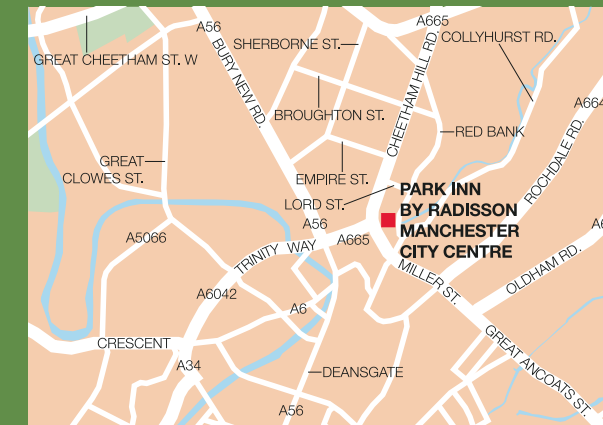 A56
A665
COLLYHURST RD.
SHERBORNE ST.
GREAT CHEETHAM ST. W
BURY NEW RD.
CHEETHAM HILL RD.
A664
BROUGHTON ST.
RED BANK
ROCHDALE RD.
GREAT
CLOWES ST.
EMPIRE ST.
LORD ST.
PARK INN
BY RADISSON
MANCHESTER
CITY CENTRE
A56
A6
A5066
TRINITY WAY
A665
MILLER ST.
OLDHAM RD.
A6042
A6
CRESCENT
GREAT ANCOATS ST.
A34
DEANSGATE
A56